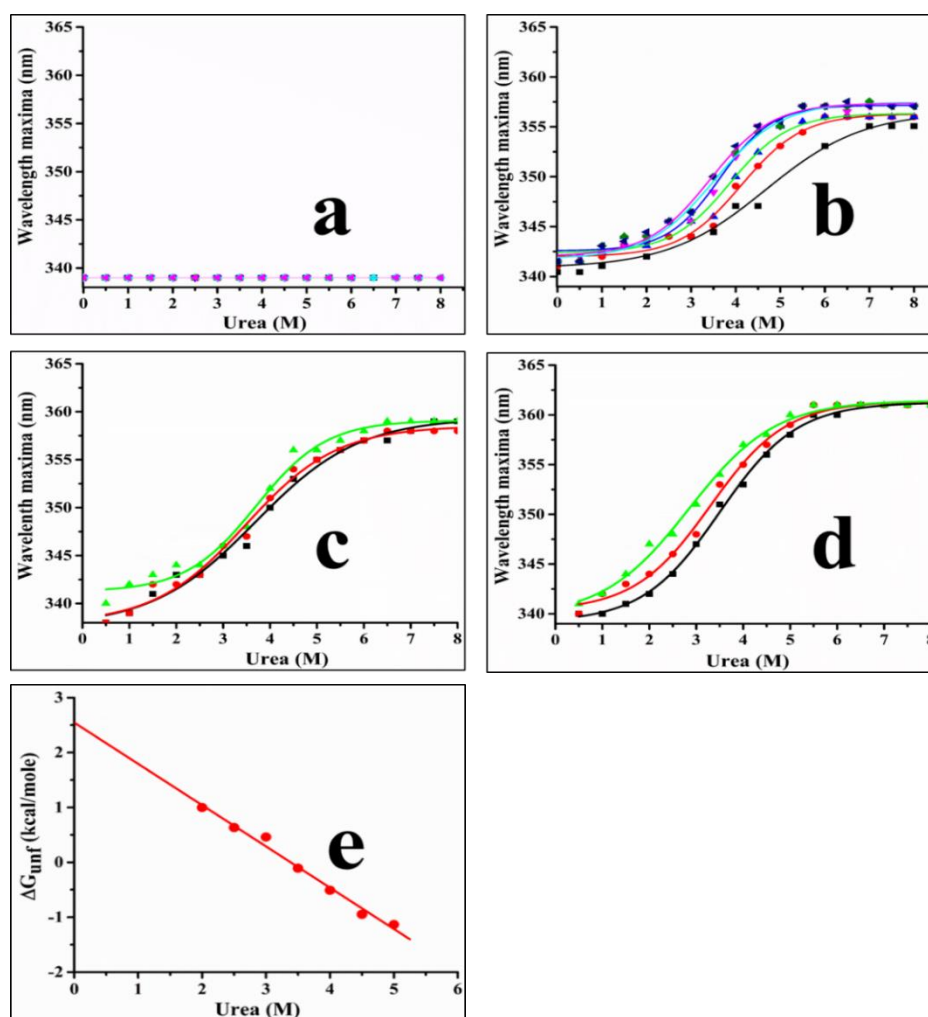 365
360
355
350
345
340
Wavelength maxima (nm)
a
0 1 2 3 4 5 6 7 8
Urea (M)
365
360
355
350
345
340
Wavelength maxima (nm)
b
0 1 2 3 4 5 6 7 8
Urea (M)
365
360
355
350
345
340
Wavelenth maxima (nm)
c
0 1 2 3 4 5 6 7 8
Urea (M)
365
360
355
350
345
340
Wavelength maxima (nm)
d
0 1 2 3 4 5 6 7 8
Urea (M)
3
2
1
0
-1
-2
ΔGunf (kcal/mole)
e
0 1 2 3 4 5 6
Urea (M)